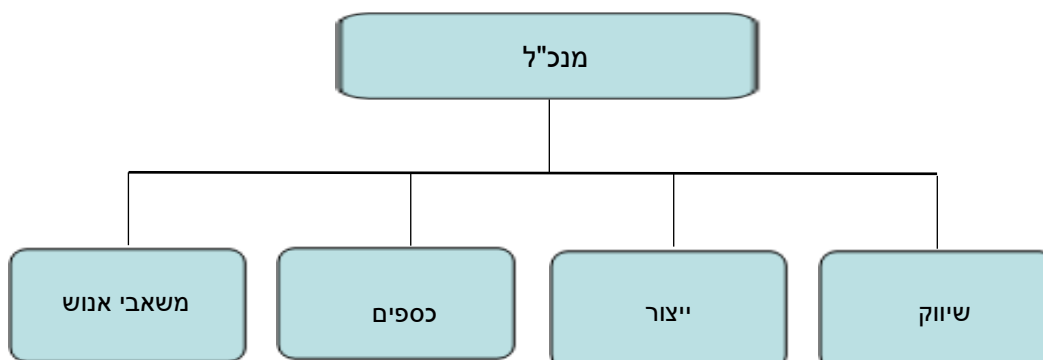 מנכ"ל
שיווק
ייצור
כספים
משאבי אנוש